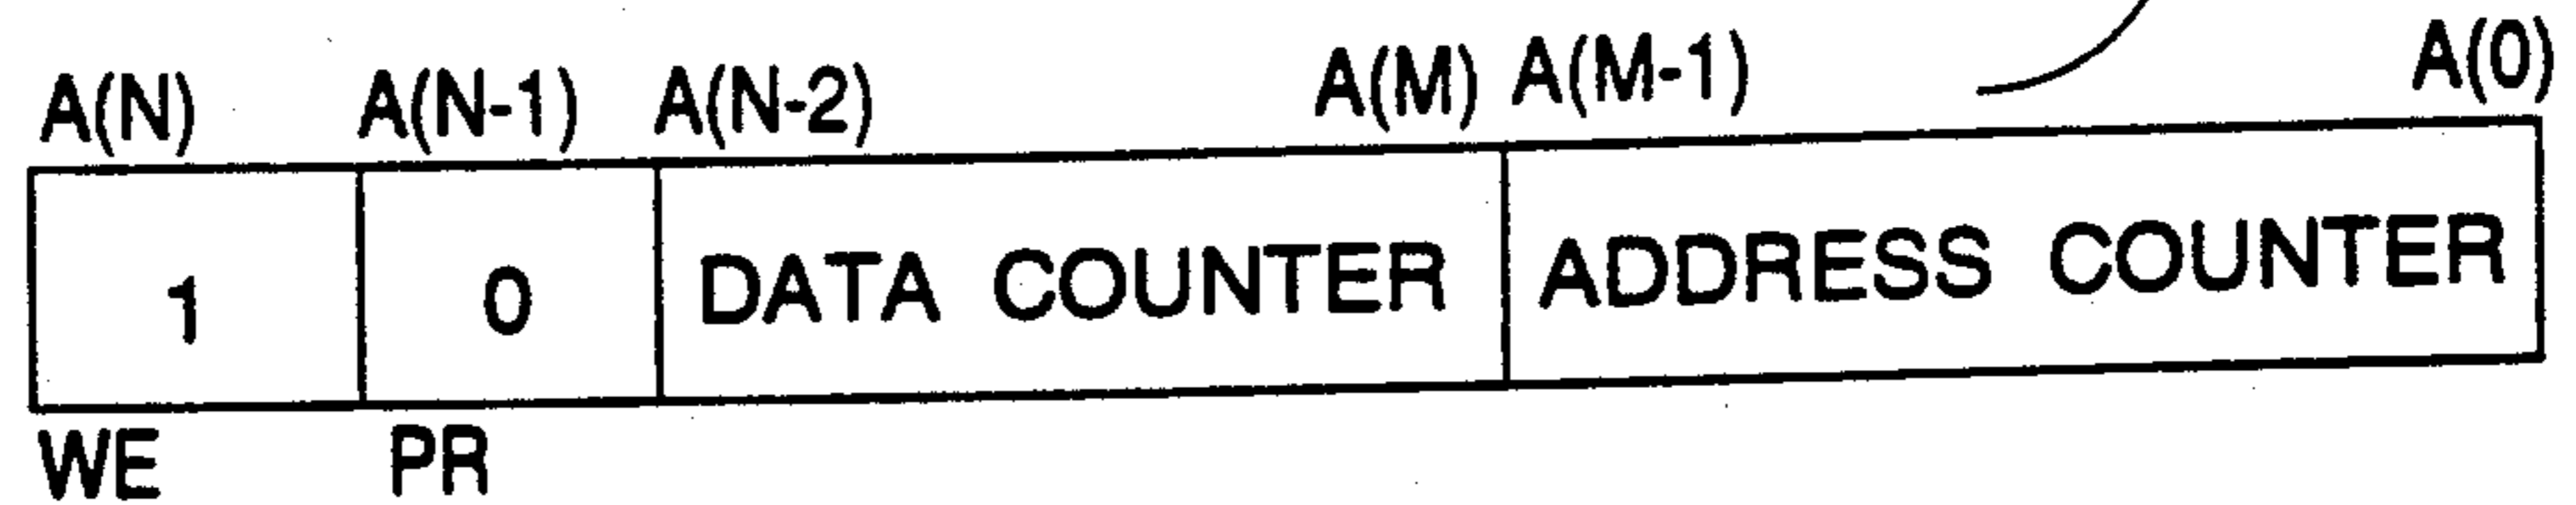 A(N) A(N-1) A(N-2) A(M) A(M-1) A(0)
1 0 DATA COUNTER ADDRESS COUNTER
WE PR